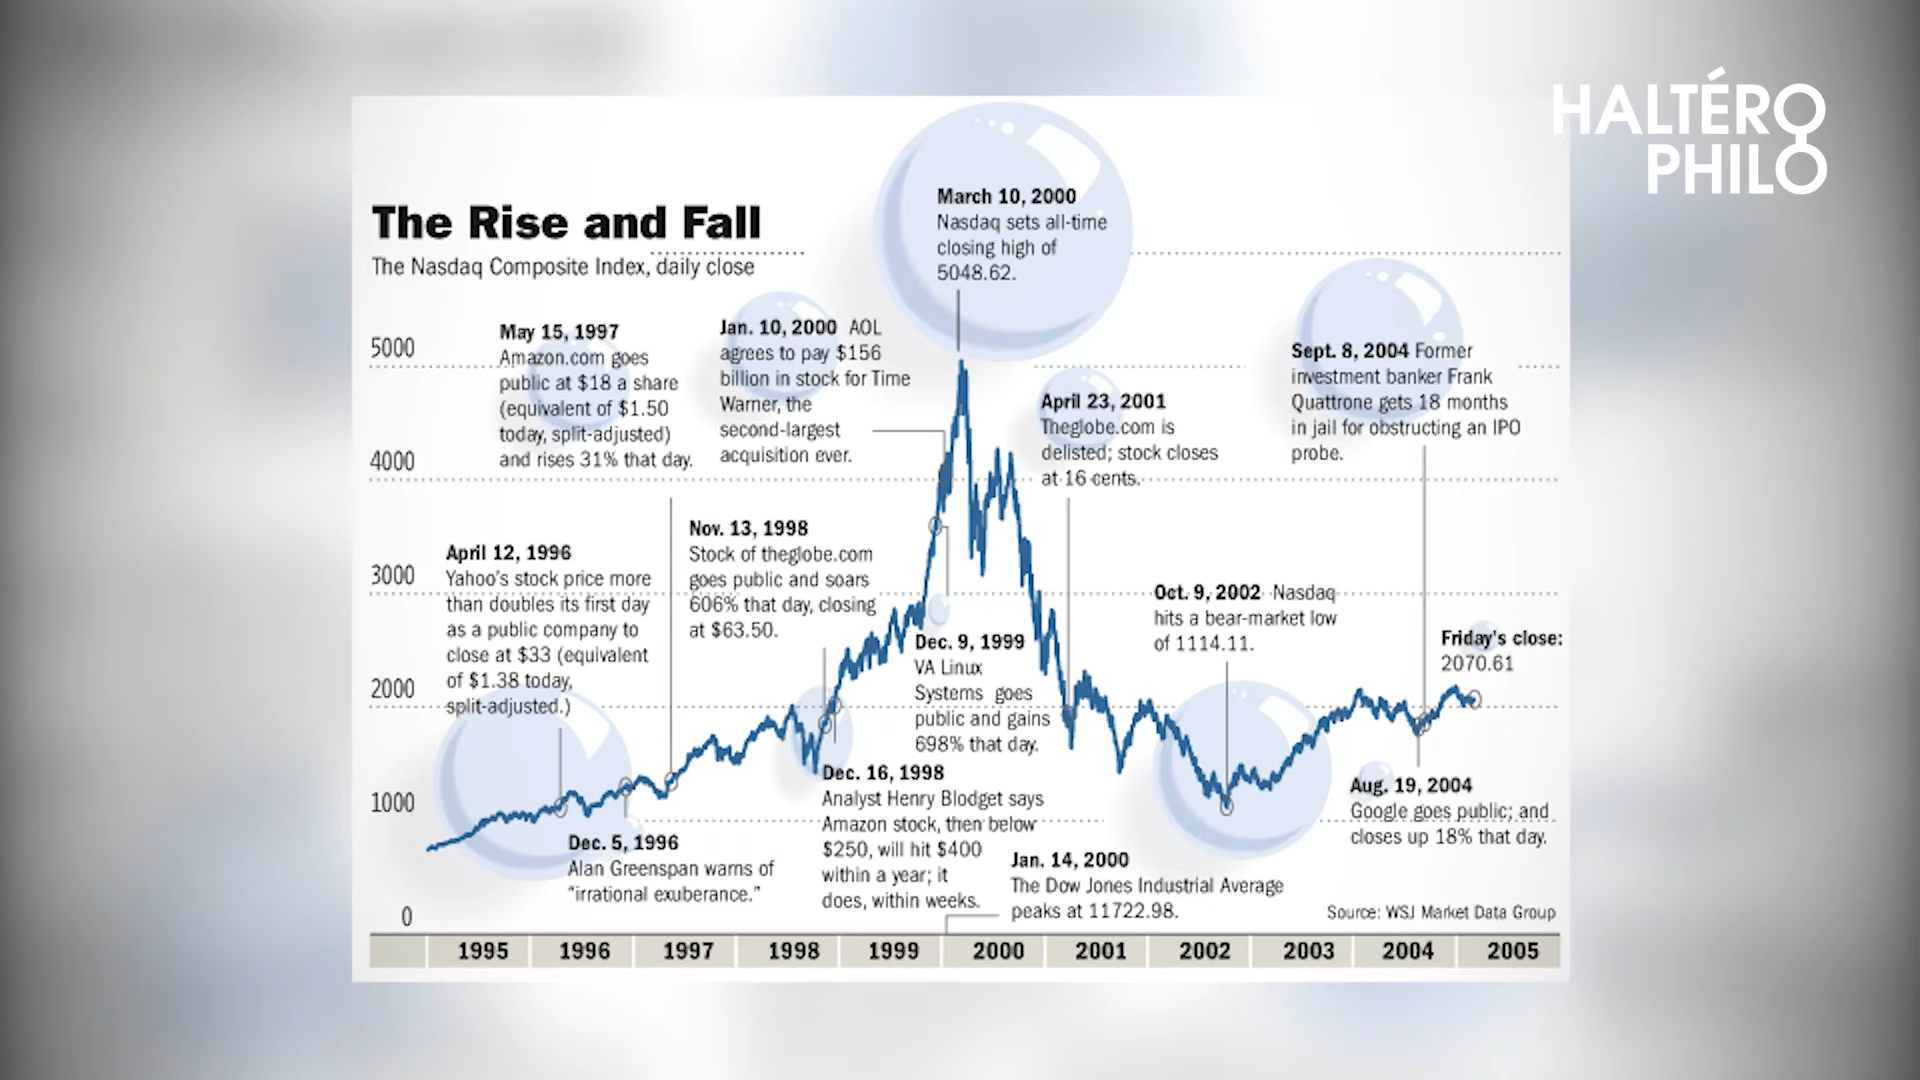 HALTÉRO
PHILO
The Rise and Fall
The Nasdaq Composite Index, daily close
March 10, 2000
Nasdaq sets all-time
closing high of
5048.62.
5000
4000
3000
2000
1000
0
May 15, 1997
Amazon.com goes
public at $18 a share
(equivalent of $1.50
today, split-adjusted)
and rises 31% that day.
Jan. 10, 2000 AOL
agrees to pay $156
billion in stock for Time
Warner, the
second-largest
acquisition ever.
April 23, 2001
Theglobe.com is
delisted; stock closes
at 16 cents.
Sept. 8, 2004 Former
investment banker Frank
Quattrone gets 18 months
in jail for obstructing an IPO
probe.
April 12, 1996
Yahoo's stock price more
than doubles its first day
as a public company to
close at $33 (equivalent
of $1.38 today,
split-adjusted.)
Nov. 13, 1998
Stock of theglobe.com
goes public and soars
606% that day, closing
at $63.50.
Dec. 9, 1999
VA Linux
Systems goes
public and gains
698% that day.
Oct. 9, 2002 Nasdaq
hits a bear-market low
of 1114.11.
Friday's close:
2070.61
Dec. 5, 1996
Alan Greenspan warns of
"irrational exuberance."
Dec. 16, 1998
Analyst Henry Blodget says
Amazon stock, then below
$250, will hit $400
within a year; it
does, within weeks.
Jan. 14, 2000
The Dow Jones Industrial Average
peaks at 11722.98.
Aug. 19, 2004
Google goes public; and
closes up 18% that day.
Source: WSJ Market Data Group
1995 1996 1997 1998 1999 2000 2001 2002 2003 2004 2005